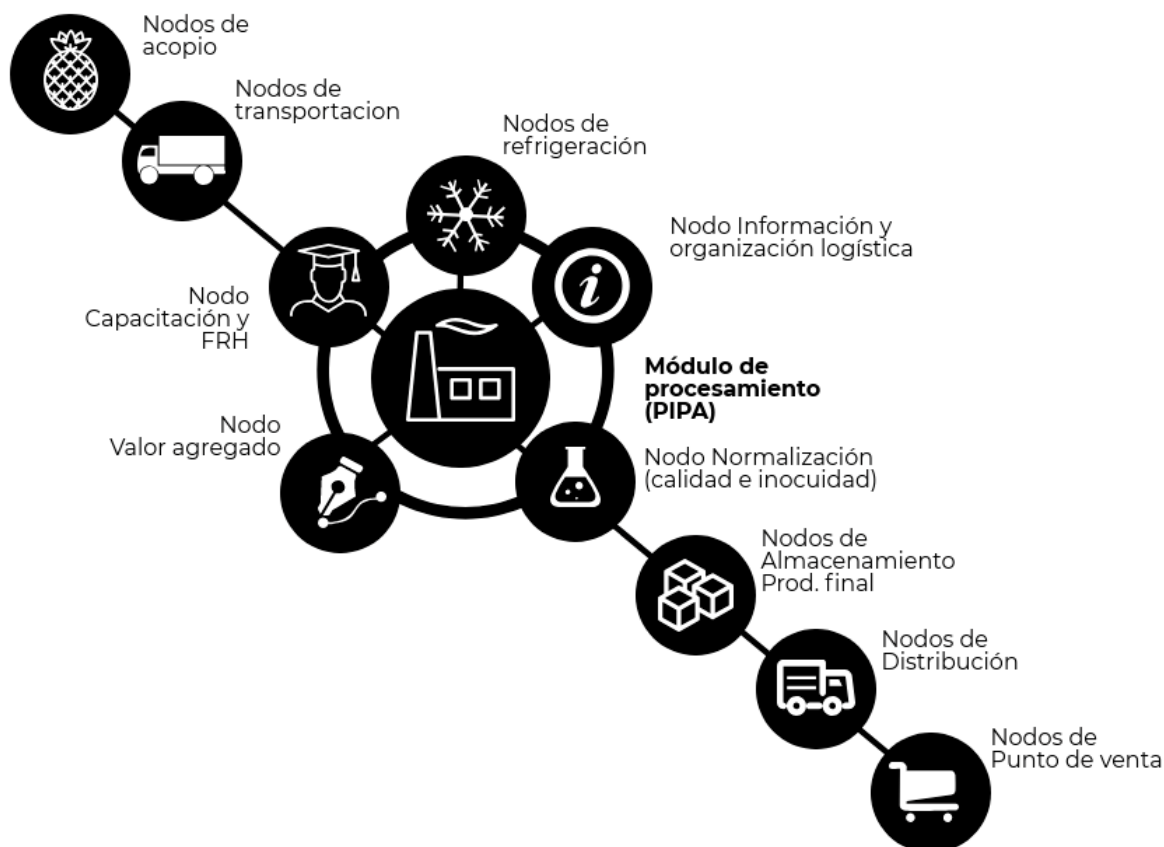 Nodos de
acopio
Nodos de
transportacion
Nodos de
refrigeración
Nodo Información y
organización logística
Nodo
Capacitación y
FRH
Módulo de
procesamiento
(PIPA)
Nodo
Valor agregado
Nodo Normalización
(calidad e inocuidad)
Nodos de
Almacenamiento
Prod. final
Nodos de
Distribución
Nodos de
Punto de venta